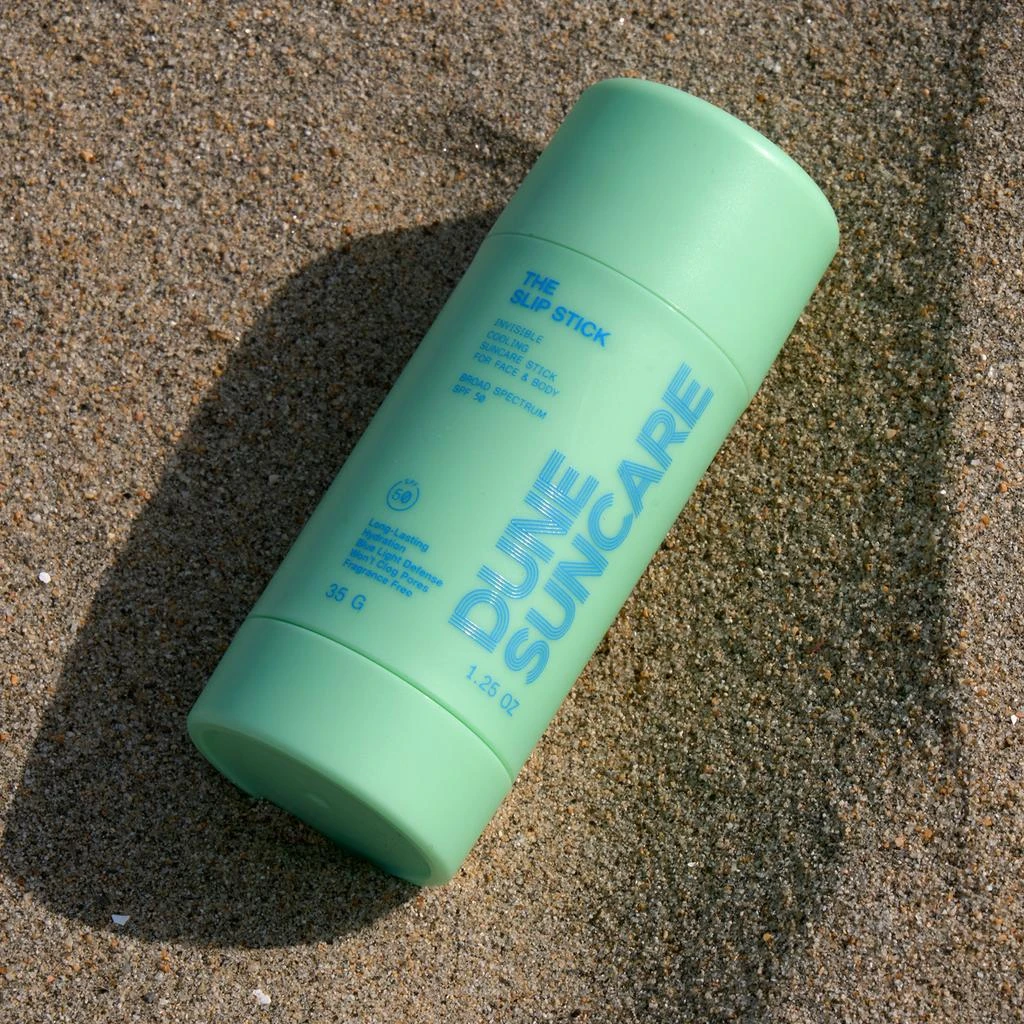 THE
SLIP STICK
INVISIBLE
COOLING
SUNCARE STICK
FOR FACE & BODY
BROAD SPECTRUM
SPF 50
SPF
50
Long-Lasting
Hydration
Blue Light Defense
Won't Clog Pores
Fragrance Free
35 G
DUNE
SUNCARE
1.25 OZ